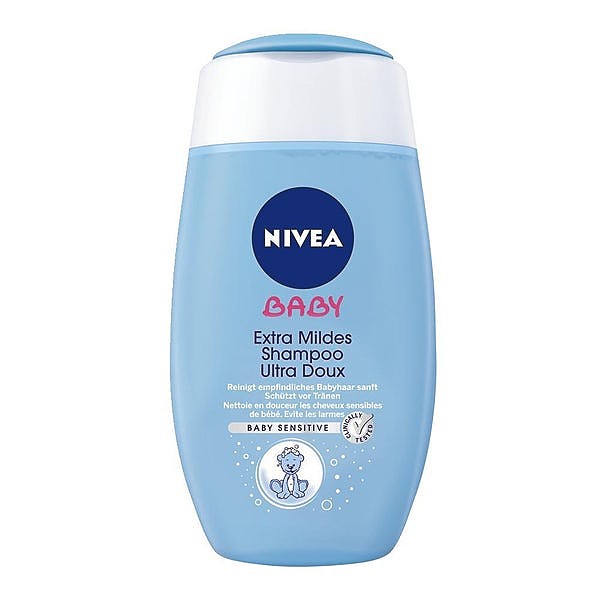 NIVEA
BABY
Extra Mildes
Shampoo
Ultra Doux
Reinigt empfindliches Babyhaar sanft
Schützt vor Tränen
Nettoie en douceur les cheveux sensibles
de bébé. Evite les larmes
BABY SENSITIVE
CLINICALLY
TESTED